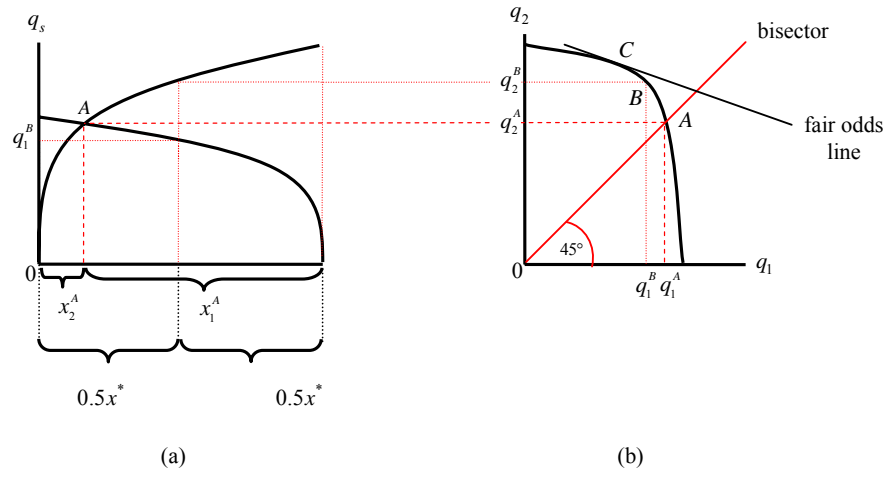 q_s
A
q_1^B
0
x_2^A
x_1^A
0.5x^*
0.5x^*
(a)
q_2
bisector
C
q_2^B
B
q_2^A
A
fair odds
line
45°
0
q_1
q_1^B q_1^A
(b)